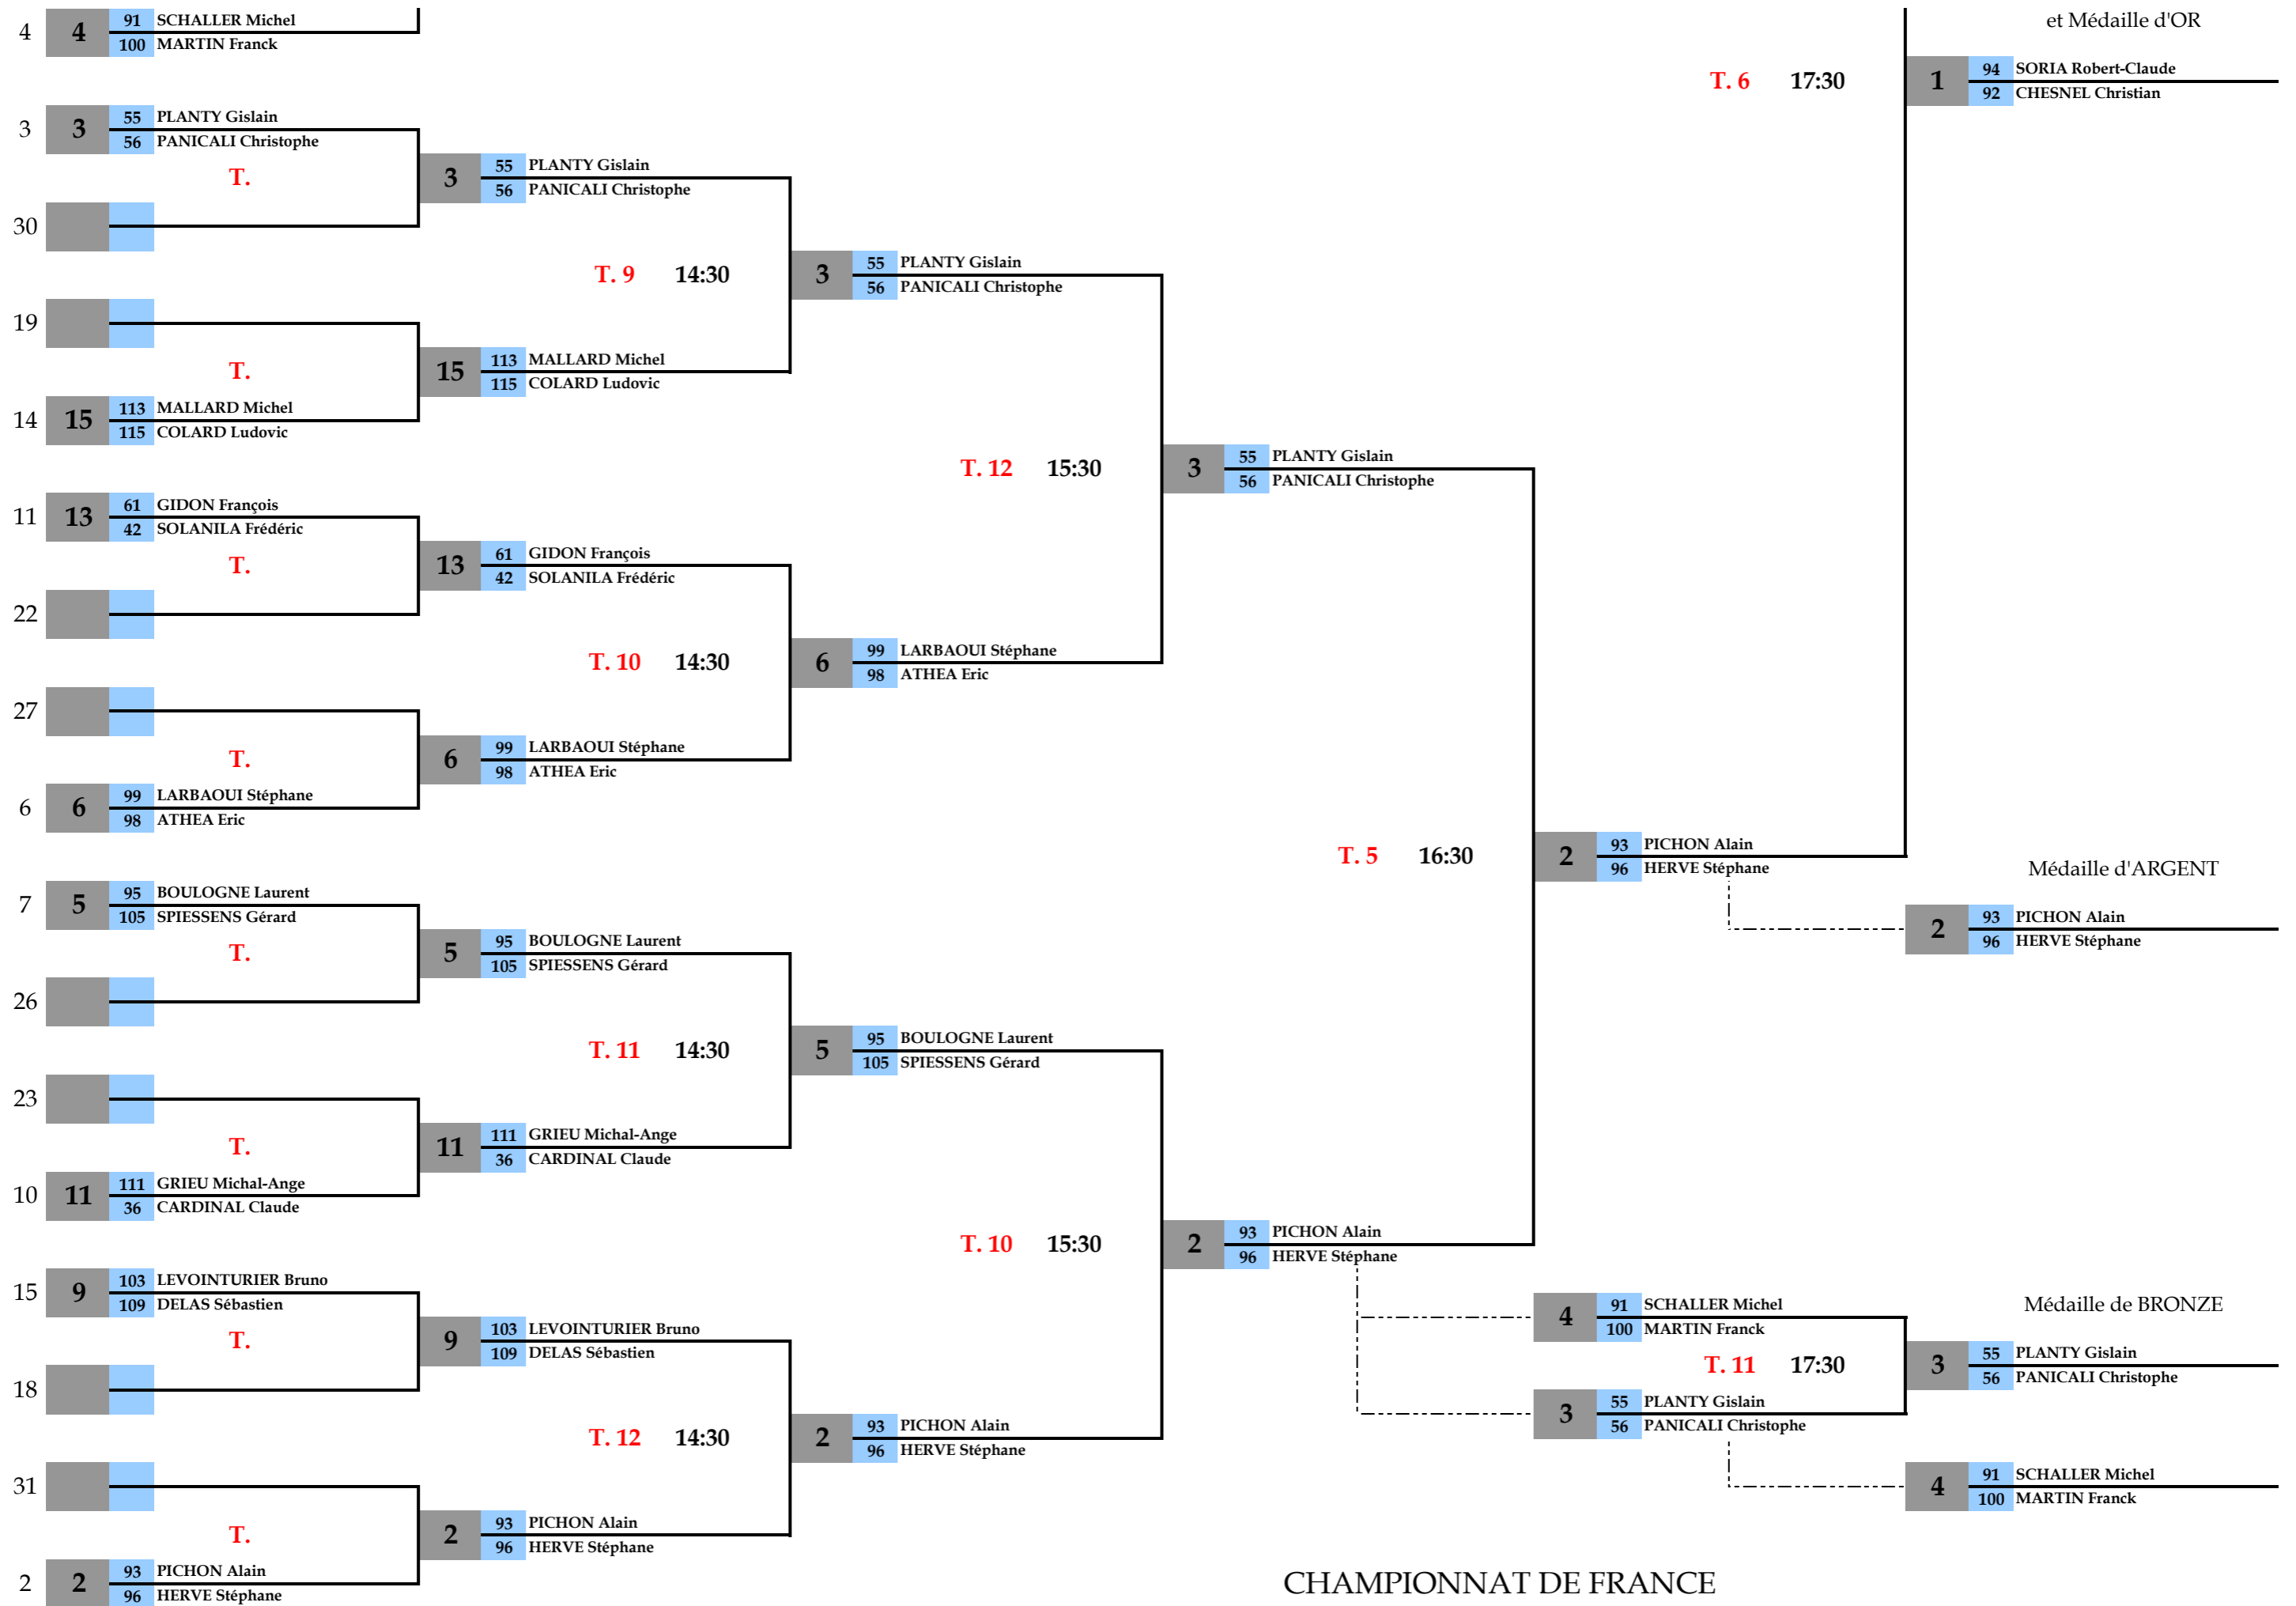 4 4 91 SCHALLER Michel
100 MARTIN Franck
et Médaille d'OR
T. 6 17:30
1 94 SORIA Robert-Claude
92 CHESNEL Christian
3 3 55 PLANTY Gislain
56 PANICALI Christophe
T.
3 55 PLANTY Gislain
56 PANICALI Christophe
30
T. 9 14:30
3 55 PLANTY Gislain
56 PANICALI Christophe
19
T.
15 113 MALLARD Michel
115 COLARD Ludovic
14 15 113 MALLARD Michel
115 COLARD Ludovic
T. 12 15:30
3 55 PLANTY Gislain
56 PANICALI Christophe
11 13 61 GIDON François
42 SOLANILA Frédéric
T.
13 61 GIDON François
42 SOLANILA Frédéric
22
T. 10 14:30
6 99 LARBAOUI Stéphane
98 ATHEA Eric
27
T.
6 99 LARBAOUI Stéphane
98 ATHEA Eric
6 6 99 LARBAOUI Stéphane
98 ATHEA Eric
T. 5 16:30
2 93 PICHON Alain
96 HERVE Stéphane
Médaille d'ARGENT
2 93 PICHON Alain
96 HERVE Stéphane
7 5 95 BOULOGNE Laurent
105 SPIESSENS Gérard
T.
5 95 BOULOGNE Laurent
105 SPIESSENS Gérard
26
T. 11 14:30
5 95 BOULOGNE Laurent
105 SPIESSENS Gérard
23
T.
11 111 GRIEU Michal-Ange
36 CARDINAL Claude
10 11 111 GRIEU Michal-Ange
36 CARDINAL Claude
T. 10 15:30
2 93 PICHON Alain
96 HERVE Stéphane
15 9 103 LEVOINTURIER Bruno
109 DELAS Sébastien
T.
9 103 LEVOINTURIER Bruno
109 DELAS Sébastien
18
4 91 SCHALLER Michel
100 MARTIN Franck
Médaille de BRONZE
T. 11 17:30
3 55 PLANTY Gislain
56 PANICALI Christophe
3 55 PLANTY Gislain
56 PANICALI Christophe
T. 12 14:30
2 93 PICHON Alain
96 HERVE Stéphane
4 91 SCHALLER Michel
100 MARTIN Franck
31
T.
2 93 PICHON Alain
96 HERVE Stéphane
2 2 93 PICHON Alain
96 HERVE Stéphane
CHAMPIONNAT DE FRANCE